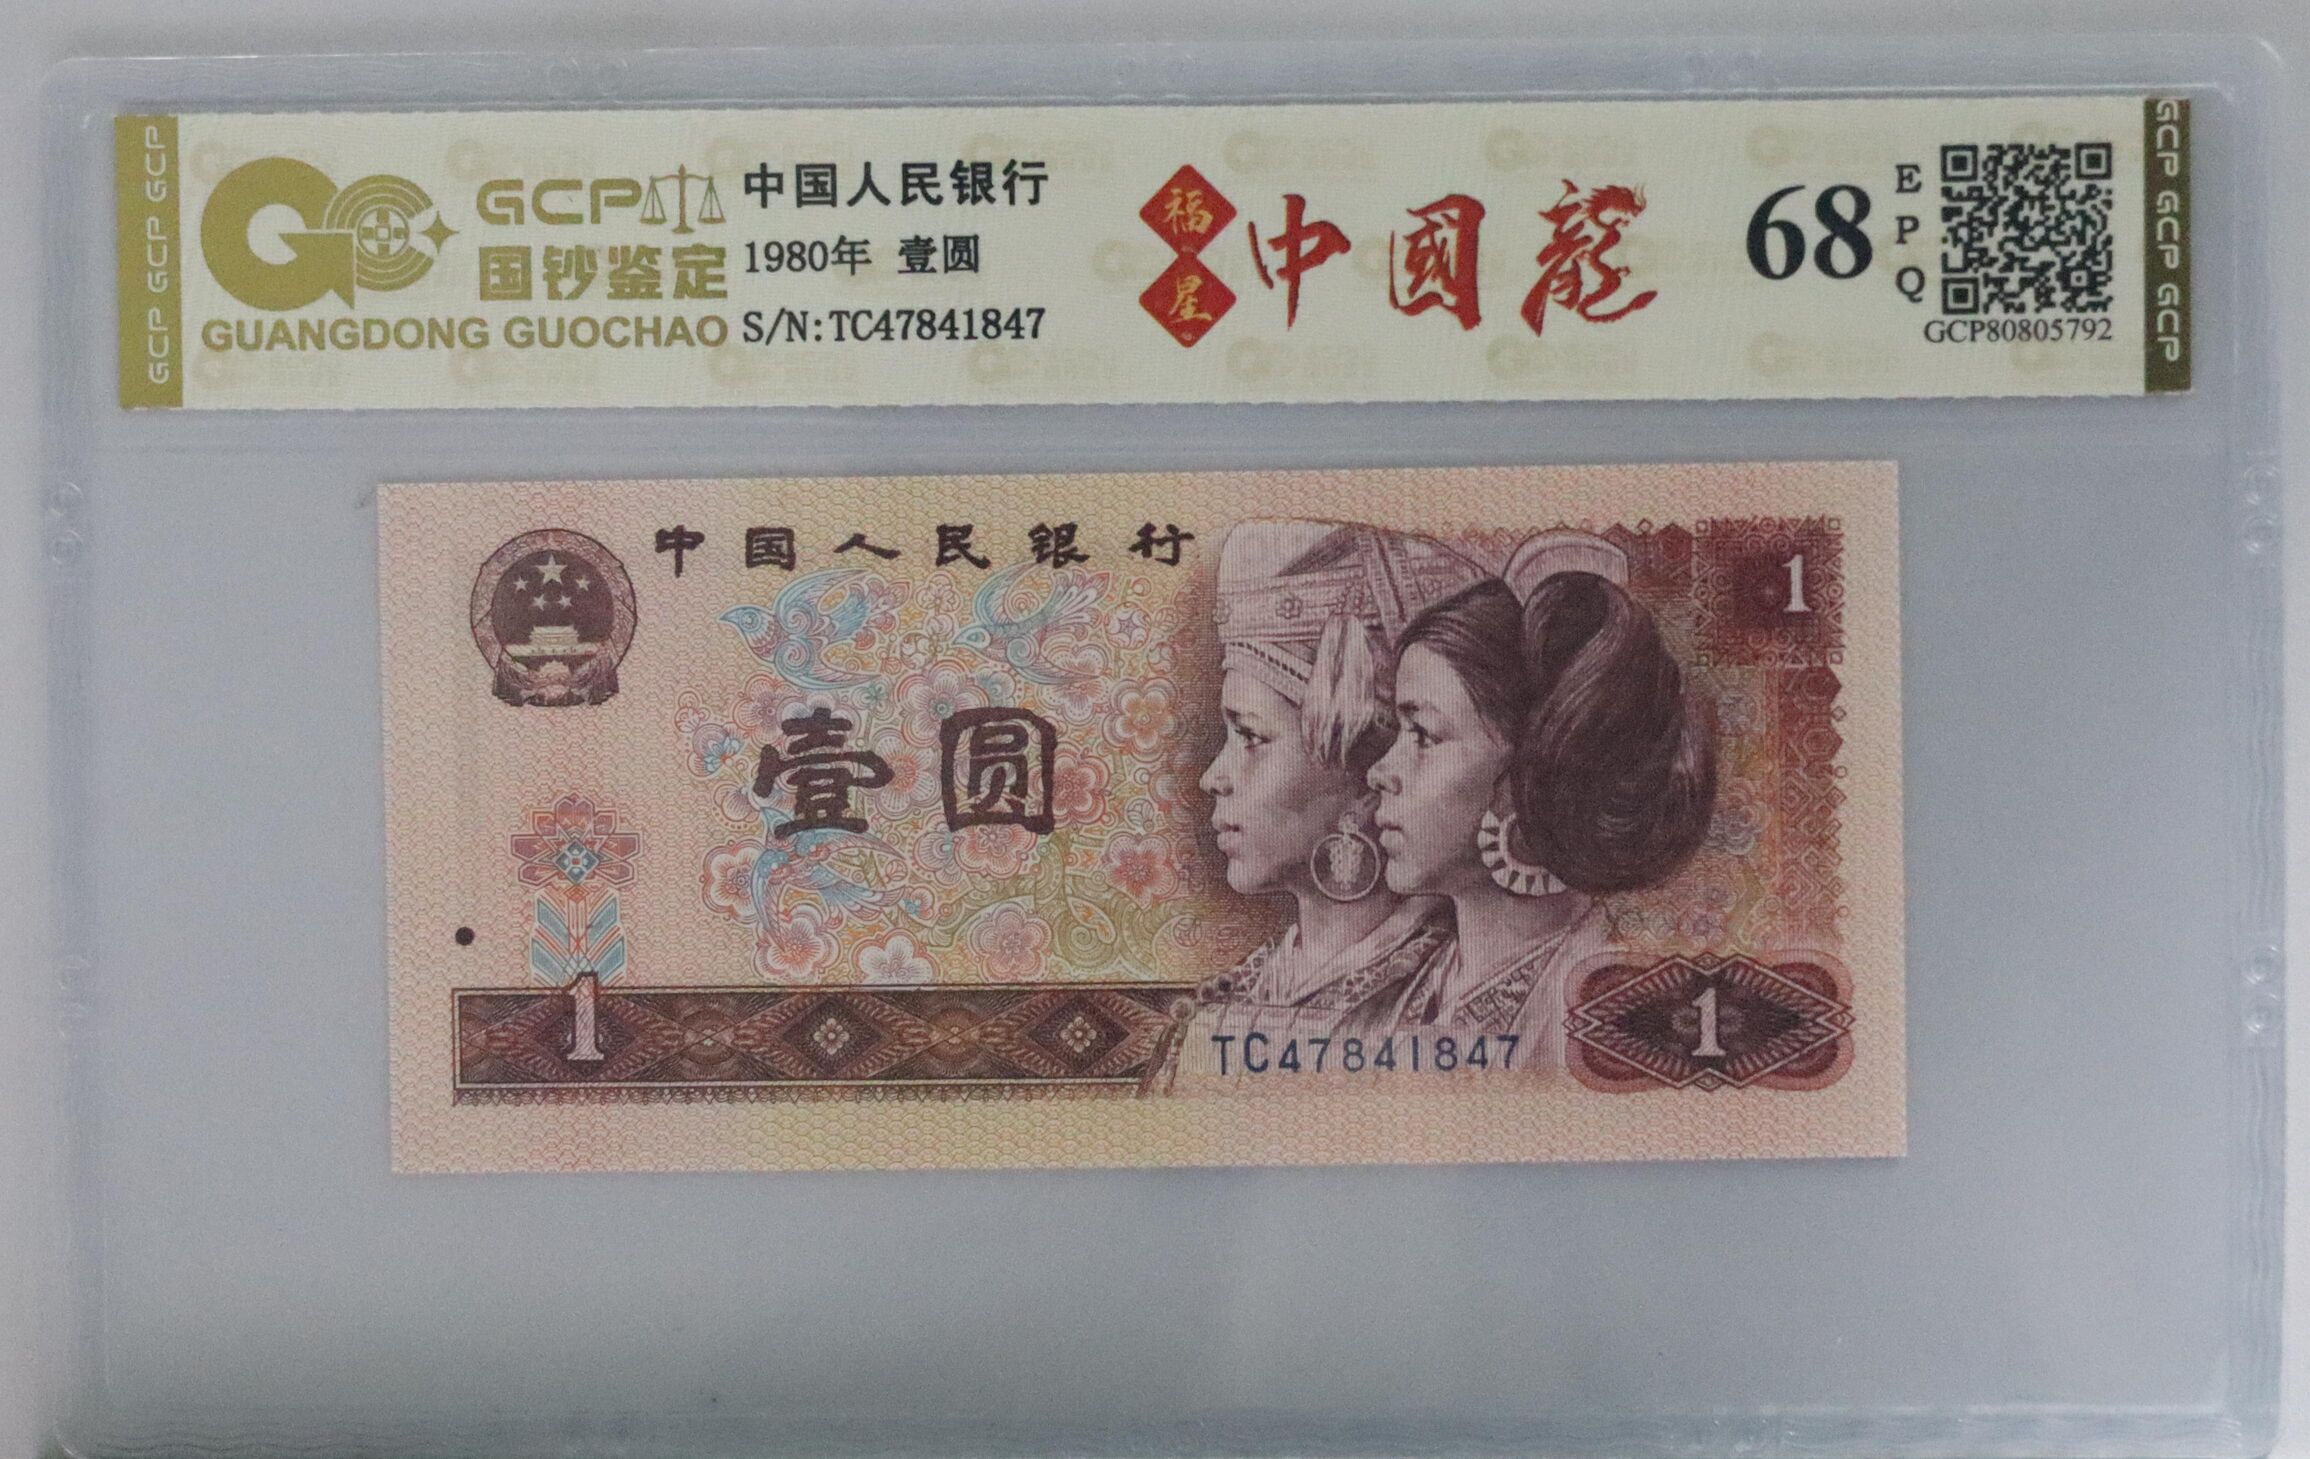 GCP GCP GCP
GCP
国钞鉴定
GUANGDONG GUOCHAO
中国人民银行
1980年 壹圆
S/N:TC47841847
福星
中國龍
68
EPQ
GCP80805792
GCP GCP GCP
中国人民银行
1
壹圆
1
TC47841847
1